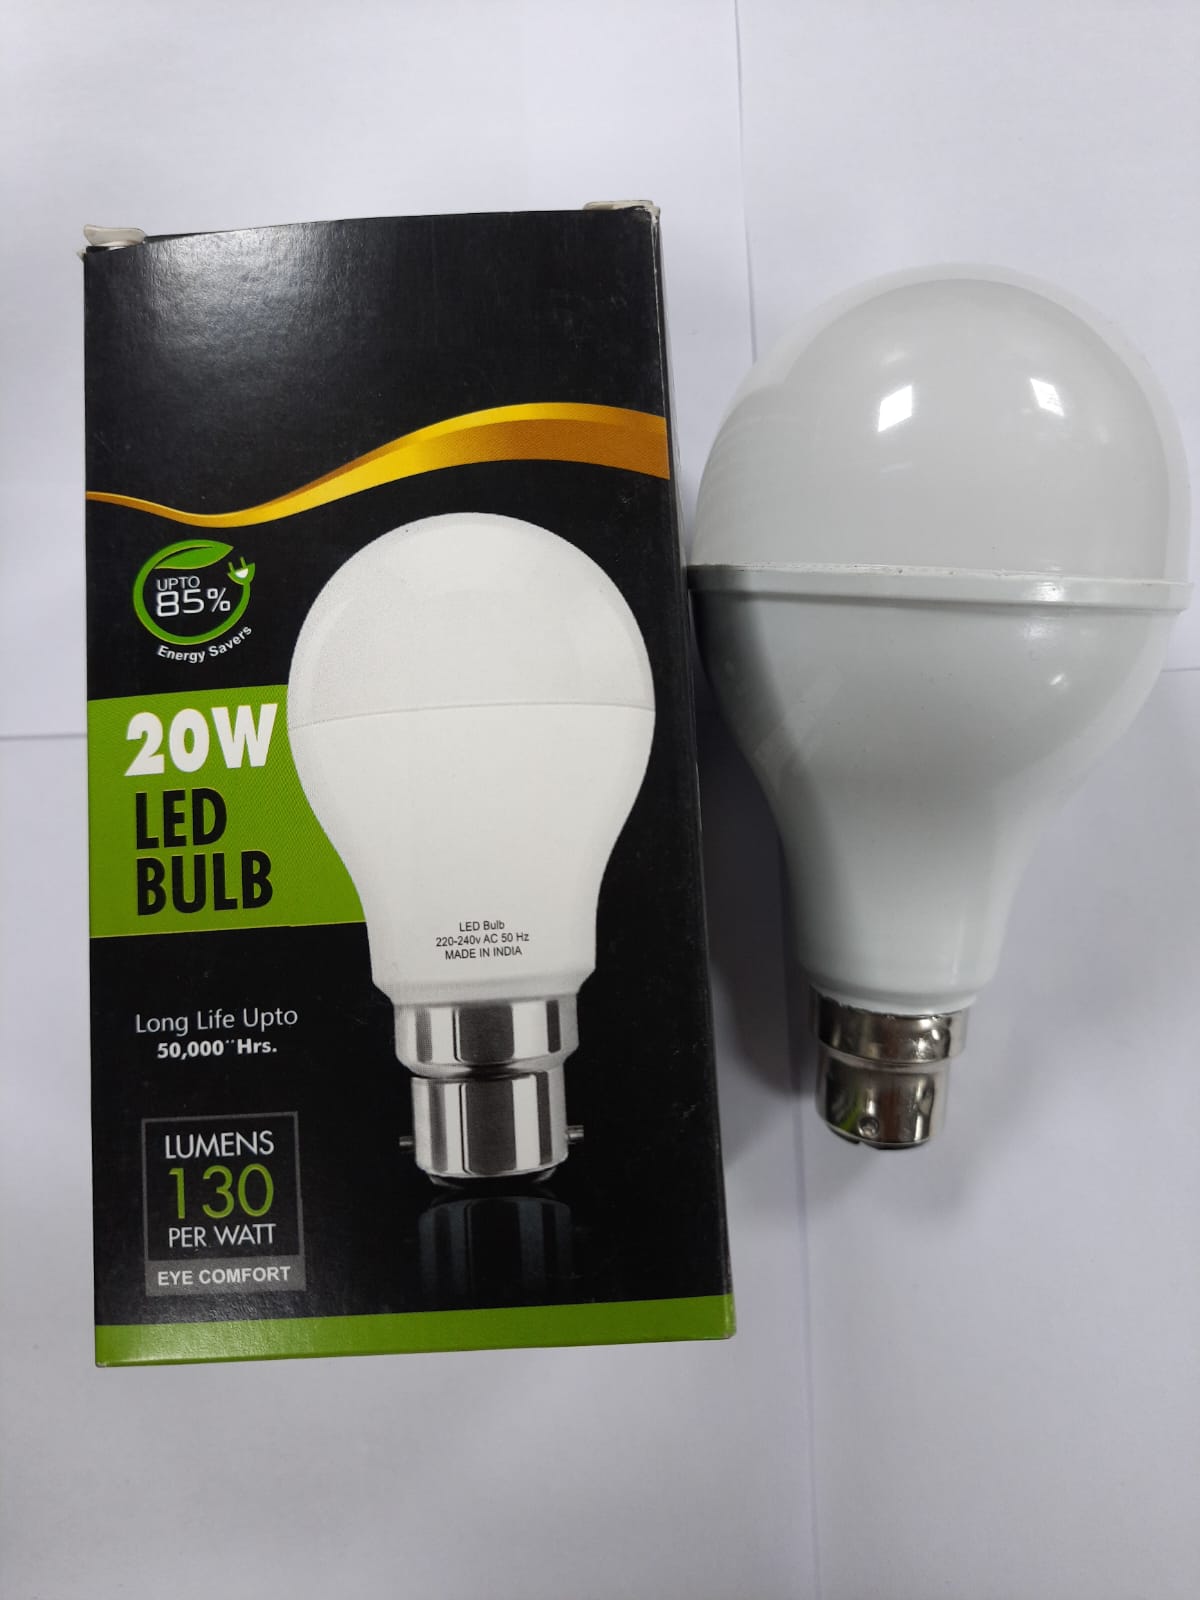 UPTO
85%
Energy Savers
20W
LED
BULB
LED Bulb
220-240v AC 50 Hz
MADE IN INDIA
Long Life Upto
50,000** Hrs.
LUMENS
130
PER WATT
EYE COMFORT